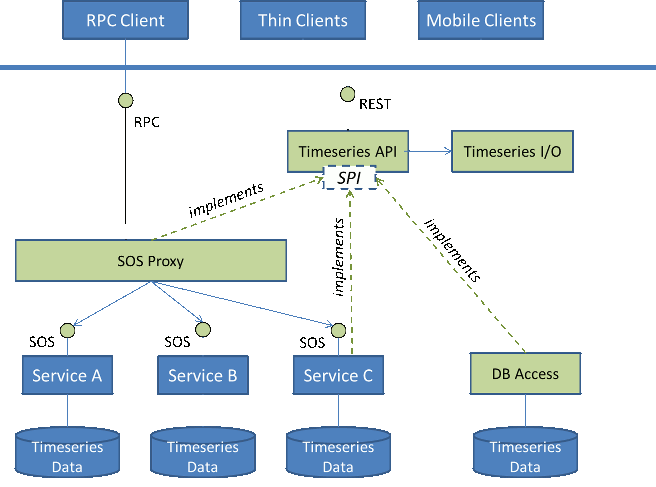 RPC Client
Thin Clients
Mobile Clients
RPC
REST
Timeseries API
Timeseries I/O
SPI
implements
implements
implements
SOS Proxy
SOS
SOS
SOS
Service A
Service B
Service C
DB Access
Timeseries
Data
Timeseries
Data
Timeseries
Data
Timeseries
Data